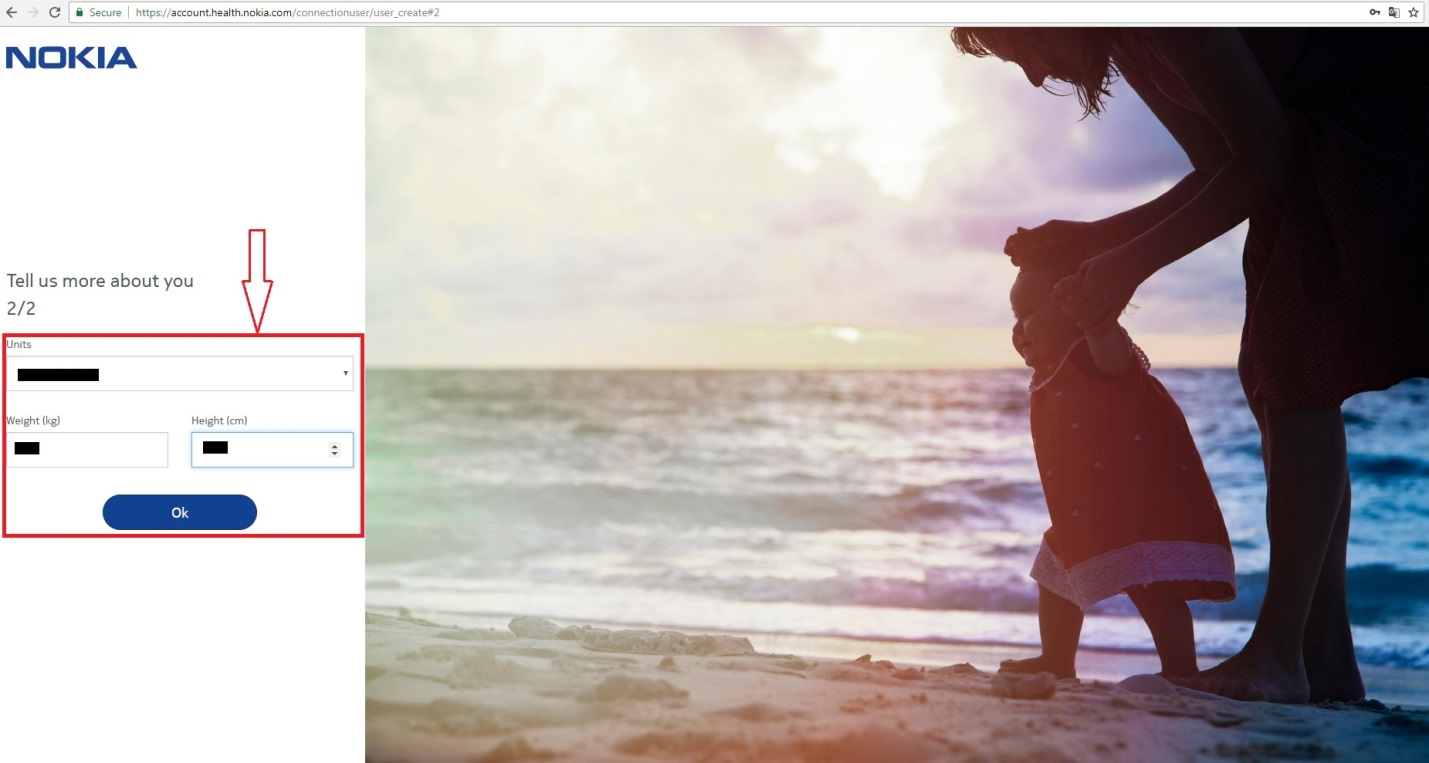 Secure
https://account.health.nokia.com/connectionuser/user_create#2
NOKIA
Tell us more about you
2/2
Units
Weight (kg) Height (cm)
Ok